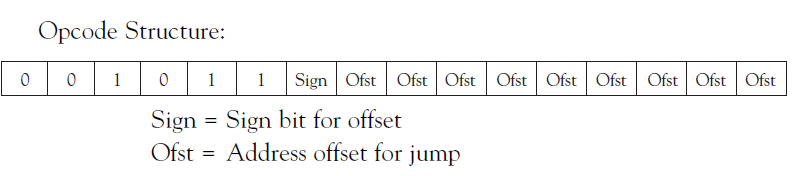 Opcode Structure:
0 0 1 0 1 1 Sign Ofst Ofst Ofst Ofst Ofst Ofst Ofst Ofst Ofst
Sign = Sign bit for offset
Ofst = Address offset for jump